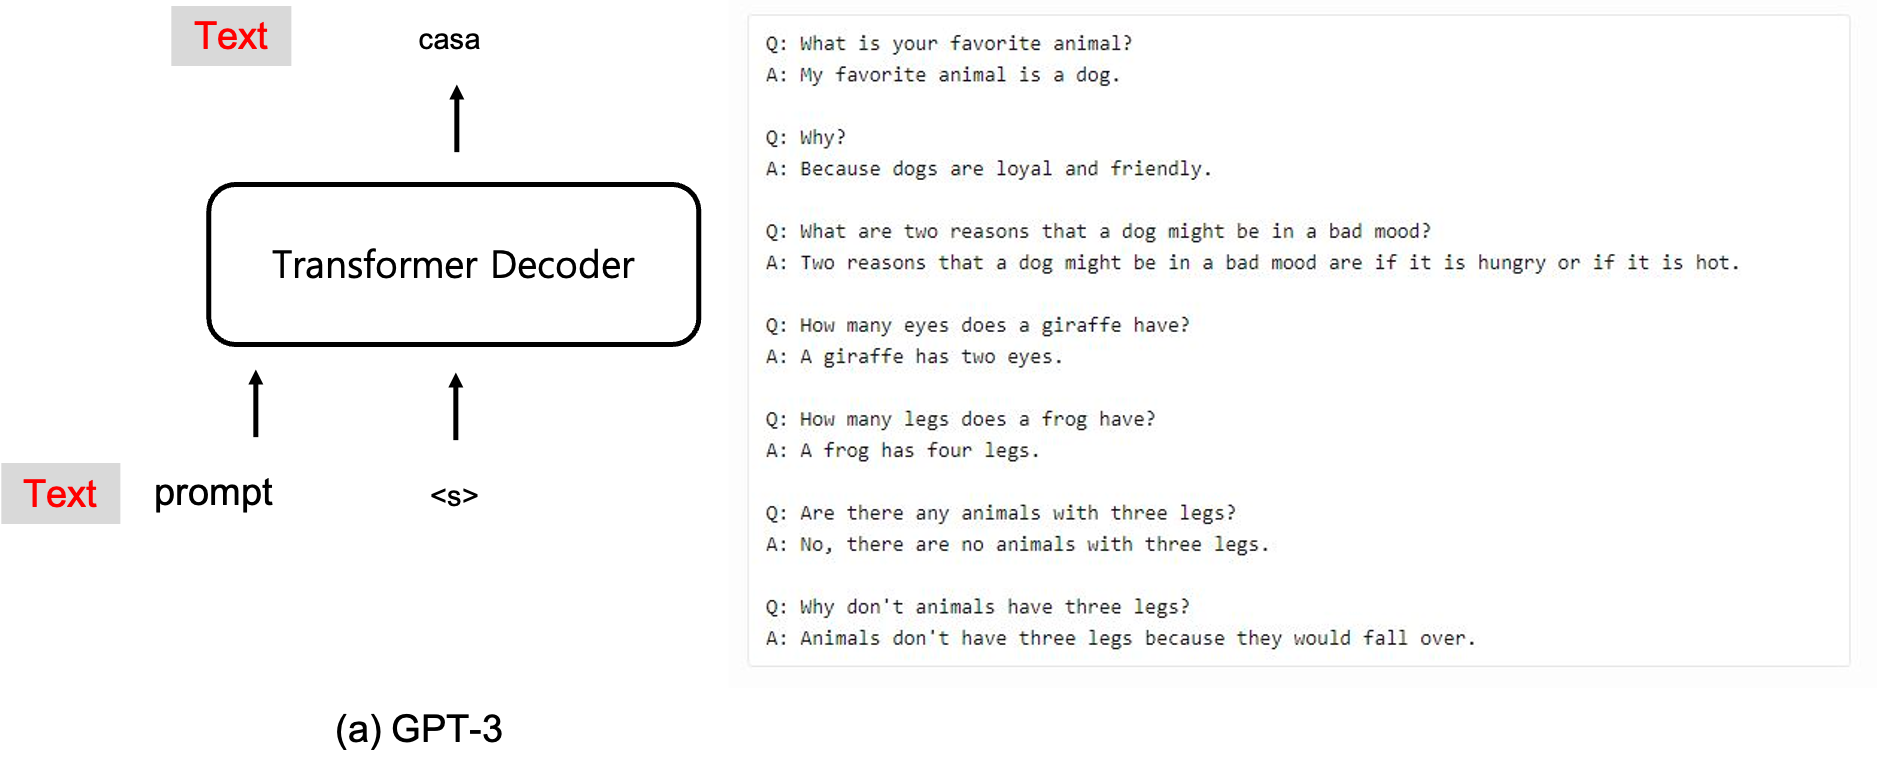 Text
casa
Transformer Decoder
Text
prompt
<s>
(a) GPT-3
Q: What is your favorite animal?
A: My favorite animal is a dog.
Q: Why?
A: Because dogs are loyal and friendly.
Q: What are two reasons that a dog might be in a bad mood?
A: Two reasons that a dog might be in a bad mood are if it is hungry or if it is hot.
Q: How many eyes does a giraffe have?
A: A giraffe has two eyes.
Q: How many legs does a frog have?
A: A frog has four legs.
Q: Are there any animals with three legs?
A: No, there are no animals with three legs.
Q: Why don't animals have three legs?
A: Animals don't have three legs because they would fall over.